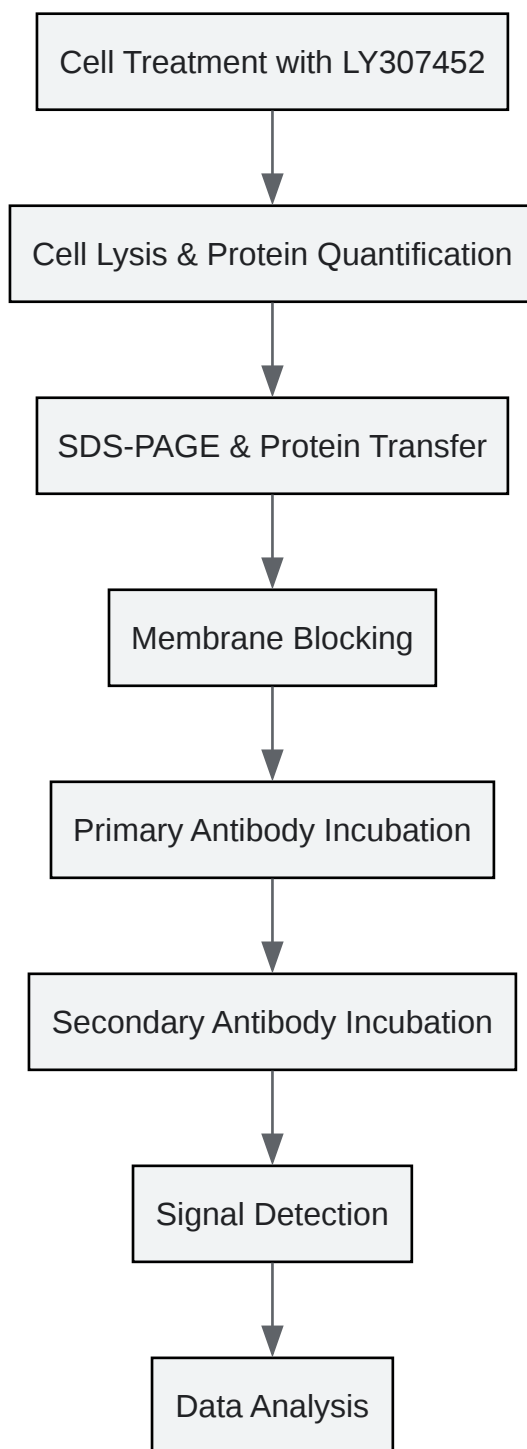 Cell Treatment with LY307452
Cell Lysis & Protein Quantification
SDS-PAGE & Protein Transfer
Membrane Blocking
Primary Antibody Incubation
Secondary Antibody Incubation
Signal Detection
Data Analysis